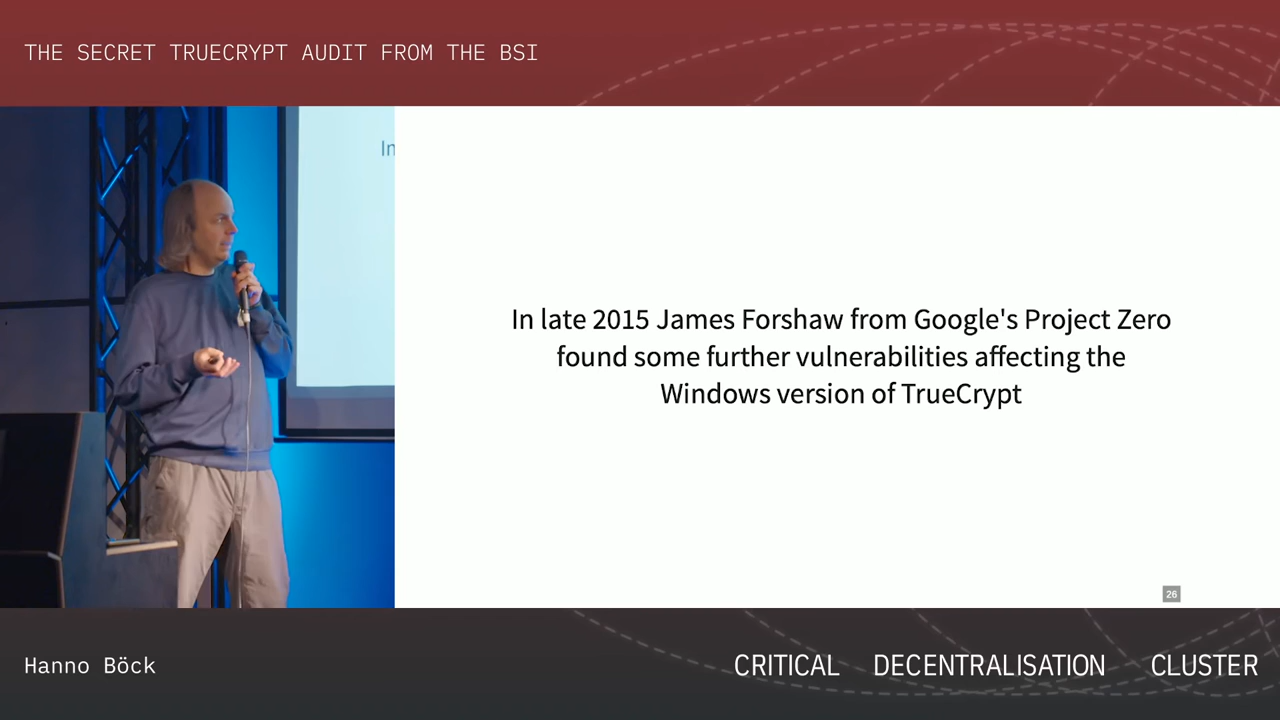 THE SECRET TRUECRYPT AUDIT FROM THE BSI
In
In late 2015 James Forshaw from Google's Project Zero
found some further vulnerabilities affecting the
Windows version of TrueCrypt
26
Hanno Böck
CRITICAL DECENTRALISATION CLUSTER